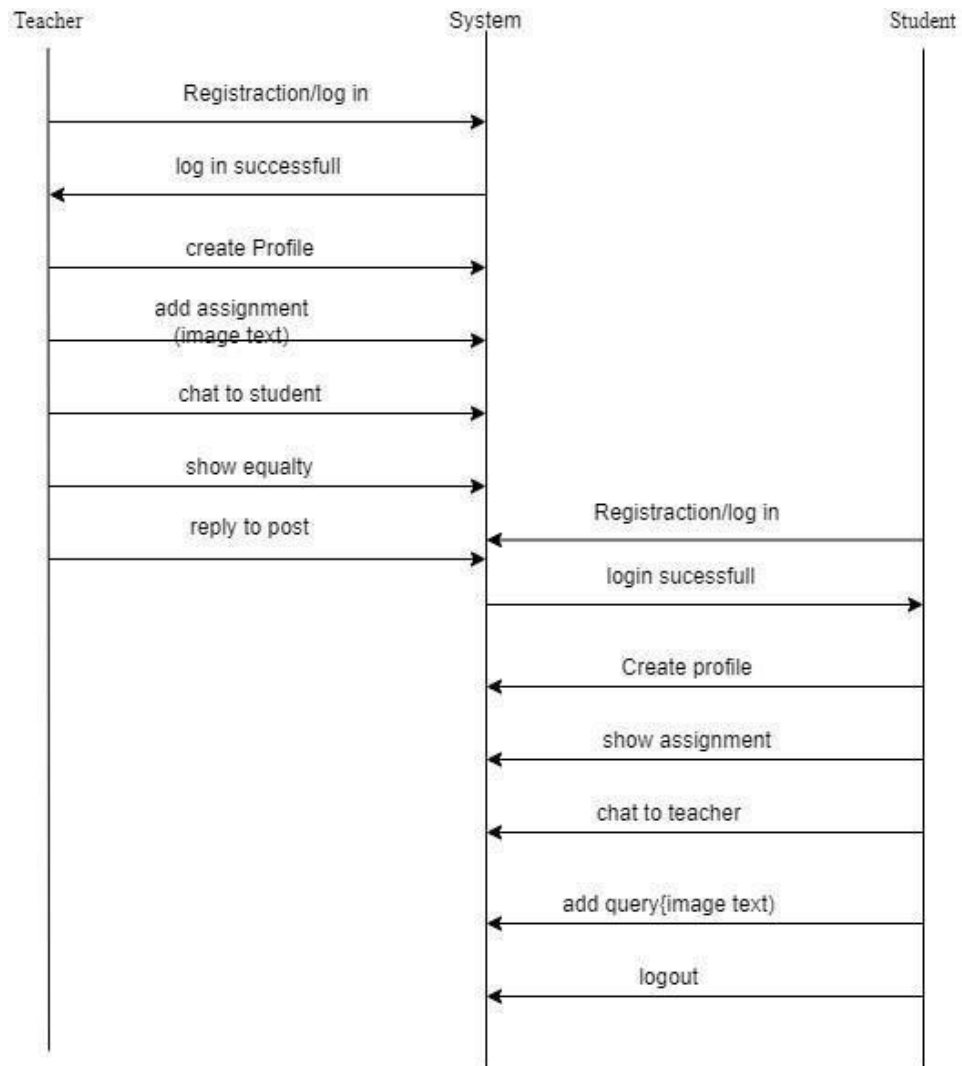 Teacher
System
Student
Registraction/log in
log in successfull
create Profile
add assignment
(image text)
chat to student
show equalty
reply to post
Registraction/log in
login sucessfull
Create profile
show assignment
chat to teacher
add query{image text)
logout